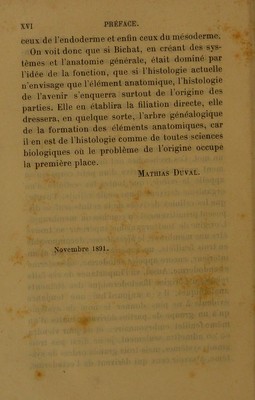 XVI PRÉFACE.
ceux de l'endoderme et enfin ceux du mésoderme.
On voit donc que si Bichat, en créant des sys-
tèmes et l'anatomie générale, était dominé par
l'idée de la fonction, que si l'histologie actuelle
n'envisage que l'élément anatomique, l'histologie
de l'avenir s'enquerra surtout de l'origine des
parties. Elle en établira la filiation directe, elle
dressera, en quelque sorte, l'arbre généalogique
de la formation des éléments anatomiques, car
il en est de l'histologie comme de toutes sciences
biologiques où le problème de l'origine occupe
la première place.
MATHIAS DUVAL.
Novembre 1891.